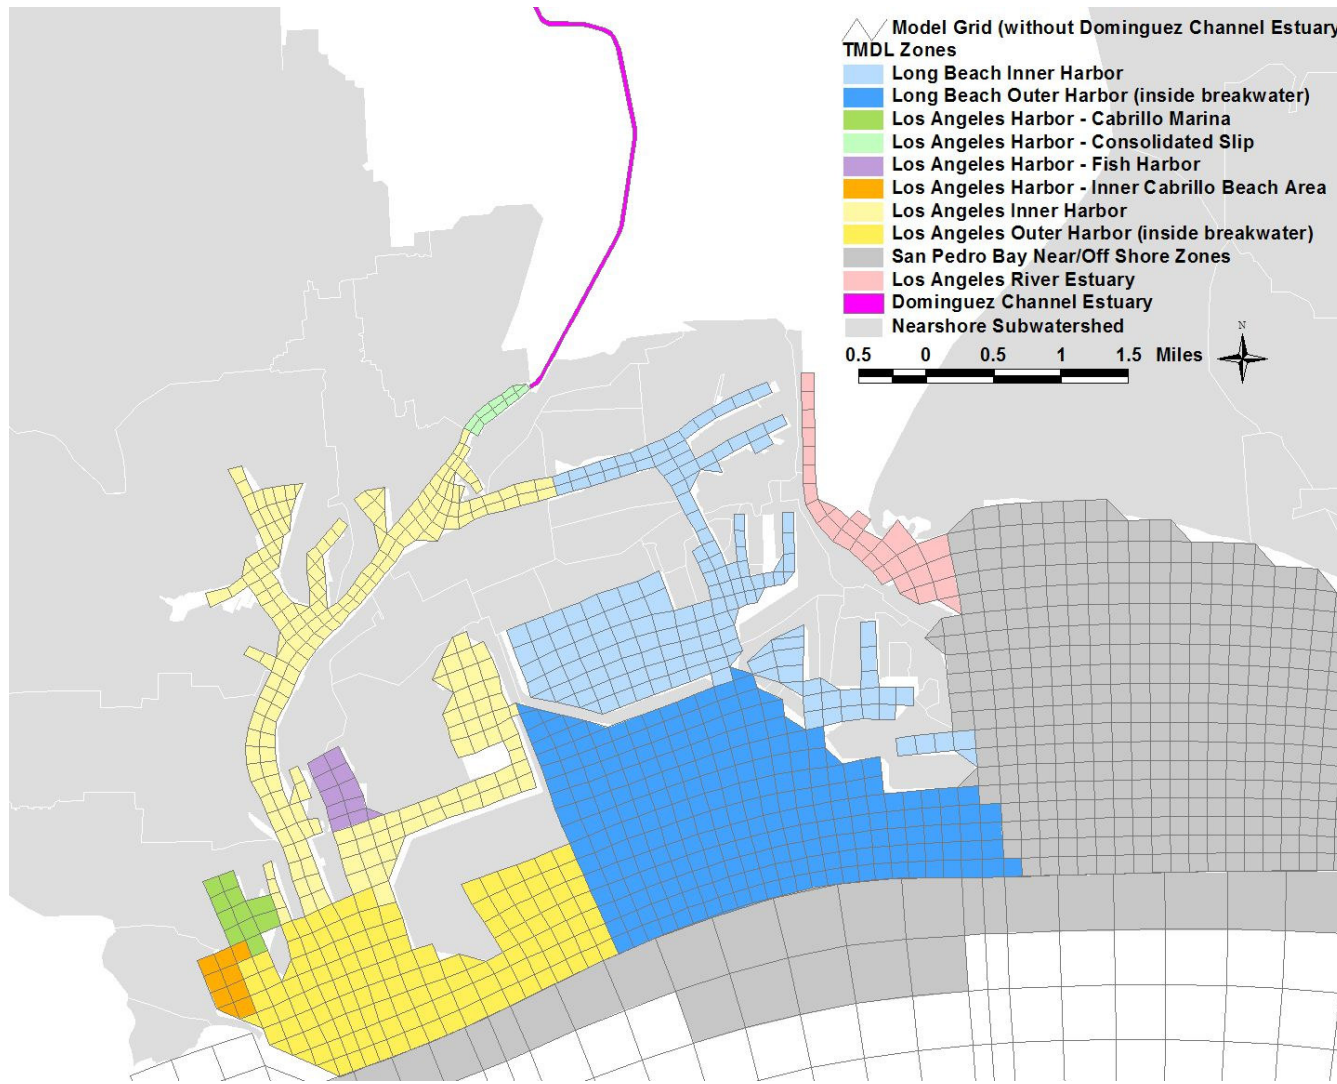 Model Grid (without Dominguez Channel Estuary
TMDL Zones
Long Beach Inner Harbor
Long Beach Outer Harbor (inside breakwater)
Los Angeles Harbor - Cabrillo Marina
Los Angeles Harbor - Consolidated Slip
Los Angeles Harbor - Fish Harbor
Los Angeles Harbor - Inner Cabrillo Beach Area
Los Angeles Inner Harbor
Los Angeles Outer Harbor (inside breakwater)
San Pedro Bay Near/Off Shore Zones
Los Angeles River Estuary
Dominguez Channel Estuary
Nearshore Subwatershed
N
0.5 0 0.5 1 1.5 Miles